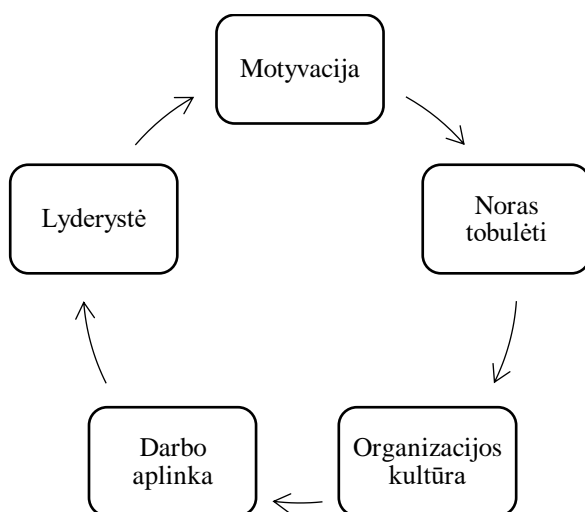 Motyvacija
Noras
tobulėti
Organizacijos
kultūra
Darbo
aplinka
Lyderystė